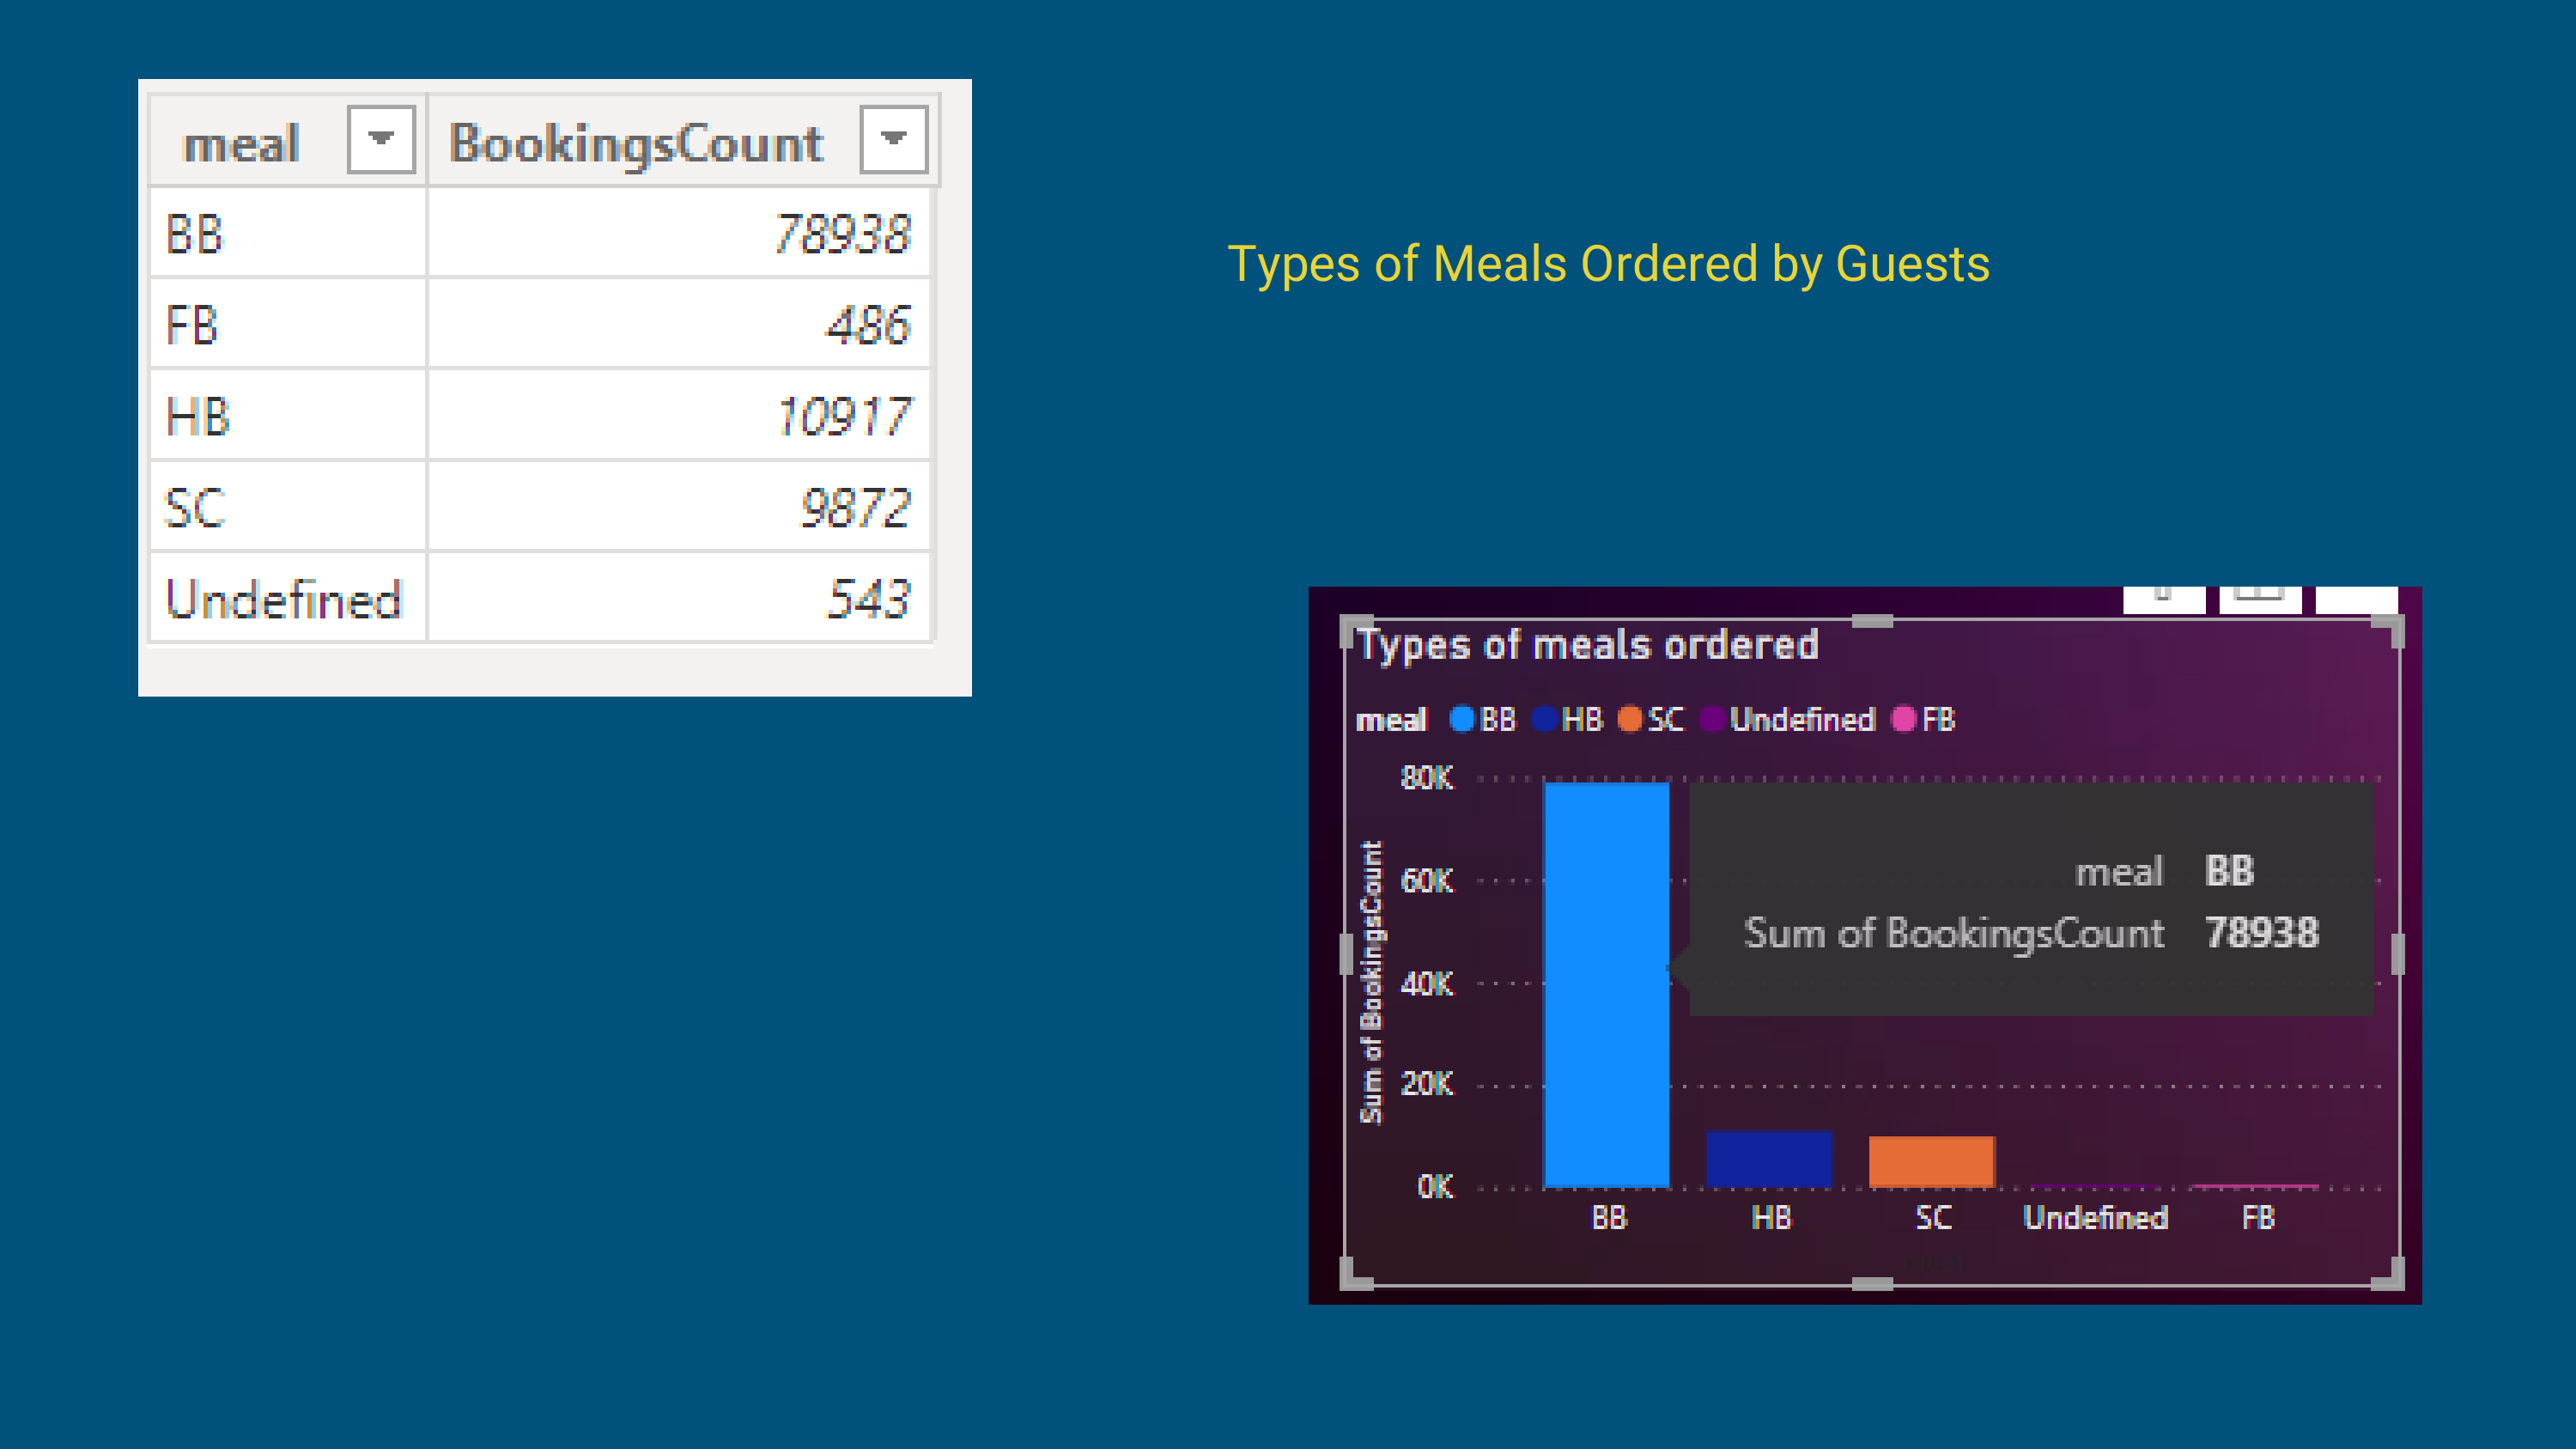 meal BookingsCount
BB 78938
FB 486
HB 10917
SC 9872
Undefined 543
Types of Meals Ordered by Guests
Types of meals ordered
meal BB HB SC Undefined FB
80K
60K
40K
20K
0K
Sum of BookingsCount
meal BB
Sum of BookingsCount 78938
BB HB SC Undefined FB